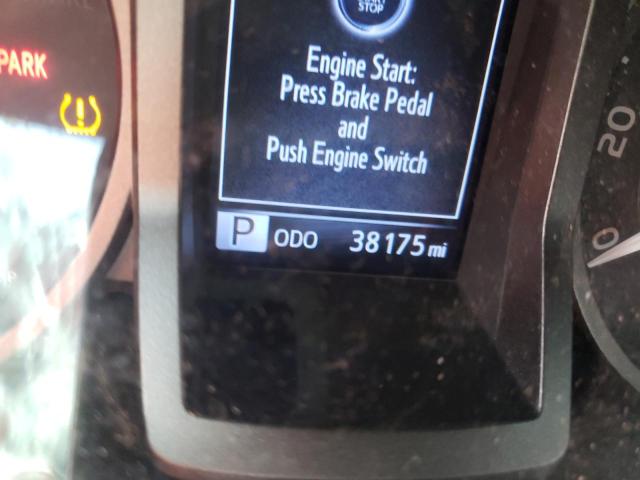 STOP
PARK
Engine Start:
Press Brake Pedal
and
Push Engine Switch
P ODO 38175 mi
20
0